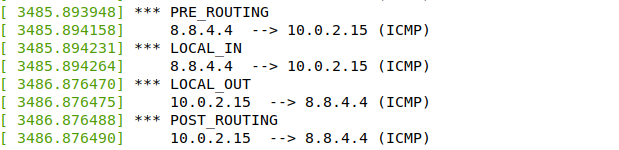 [ 3485.893948] *** PRE_ROUTING
[ 3485.894158]     8.8.4.4  --> 10.0.2.15 (ICMP)
[ 3485.894231] *** LOCAL_IN
[ 3485.894264]     8.8.4.4  --> 10.0.2.15 (ICMP)
[ 3486.876470] *** LOCAL_OUT
[ 3486.876475]     10.0.2.15  --> 8.8.4.4 (ICMP)
[ 3486.876488] *** POST_ROUTING
[ 3486.876490]     10.0.2.15  --> 8.8.4.4 (ICMP)